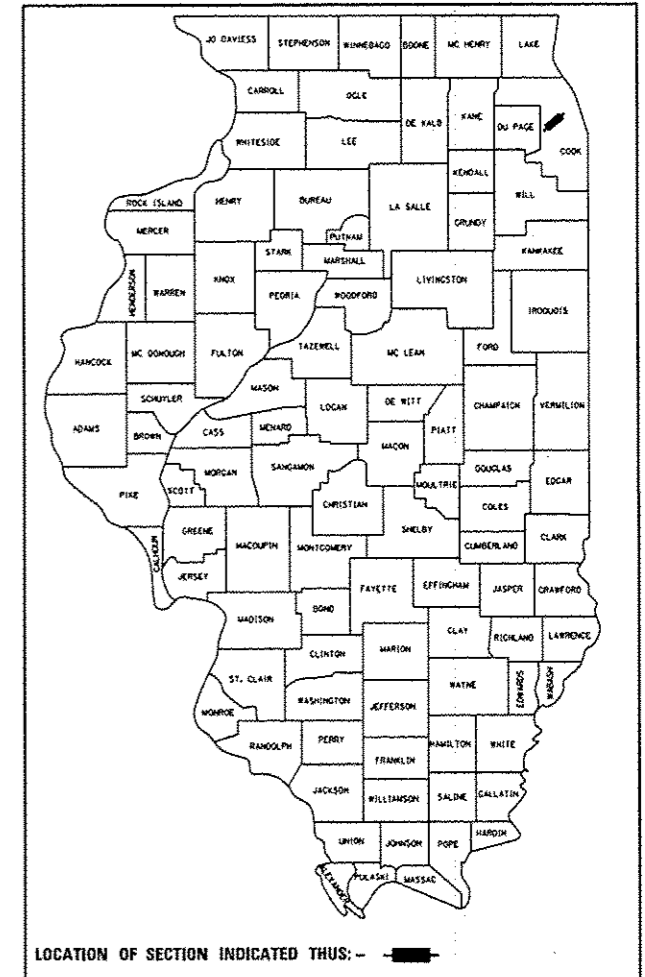 JO DAVIESS STEPHENSON WINNEBAGO BOONE MC HENRY LAKE
CARROLL OGLE DE KALB KANE DU PAGE COOK
WHITESIDE LEE
KENDALL WILL
ROCK ISLAND HENRY BUREAU LA SALLE GRUNDY
MERCER PUTNAM KANKAKEE
STARK MARSHALL LIVINGSTON
HENDERSON WARREN KNOX PEORIA WOODFORD IROQUOIS
HANCOCK MC DONOUGH FULTON TAZEWELL MC LEAN FORD
SCHUYLER MASON DE WITT CHAMPAIGN VERMILION
ADAMS BROWN CASS MENARD LOGAN MACON PIATT
PIKE SCOTT MORGAN SANGAMON MOULTRIE DOUGLAS EDGAR
CHRISTIAN COLES
CALHOUN GREENE MACOUPIN MONTGOMERY SHELBY CUMBERLAND CLARK
JERSEY FAYETTE EFFINGHAM JASPER CRAWFORD
MADISON BOND CLAY RICHLAND LAWRENCE
CLINTON MARION
ST. CLAIR WAYNE EDWARDS WABASH
MONROE WASHINGTON JEFFERSON
RANDOLPH PERRY HAMILTON WHITE
FRANKLIN
JACKSON WILLIAMSON SALINE GALLATIN
UNION JOHNSON POPE HARDIN
ALEXANDER PULASKI MASSAC
LOCATION OF SECTION INDICATED THUS: -